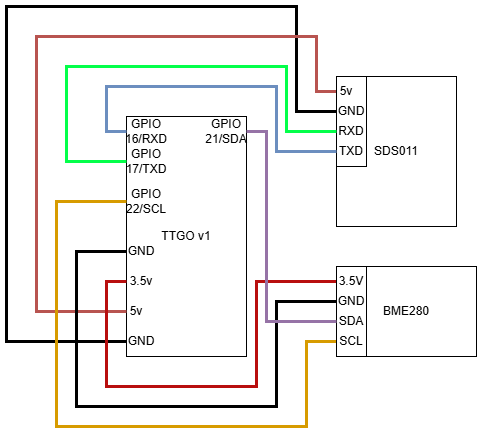 GPIO
16/RXD
GPIO
17/TXD
GPIO
22/SCL
GPIO
21/SDA
TTGO v1
GND
3.5v
5v
GND
5v
GND
RXD
TXD
SDS011
3.5V
GND
SDA
SCL
BME280